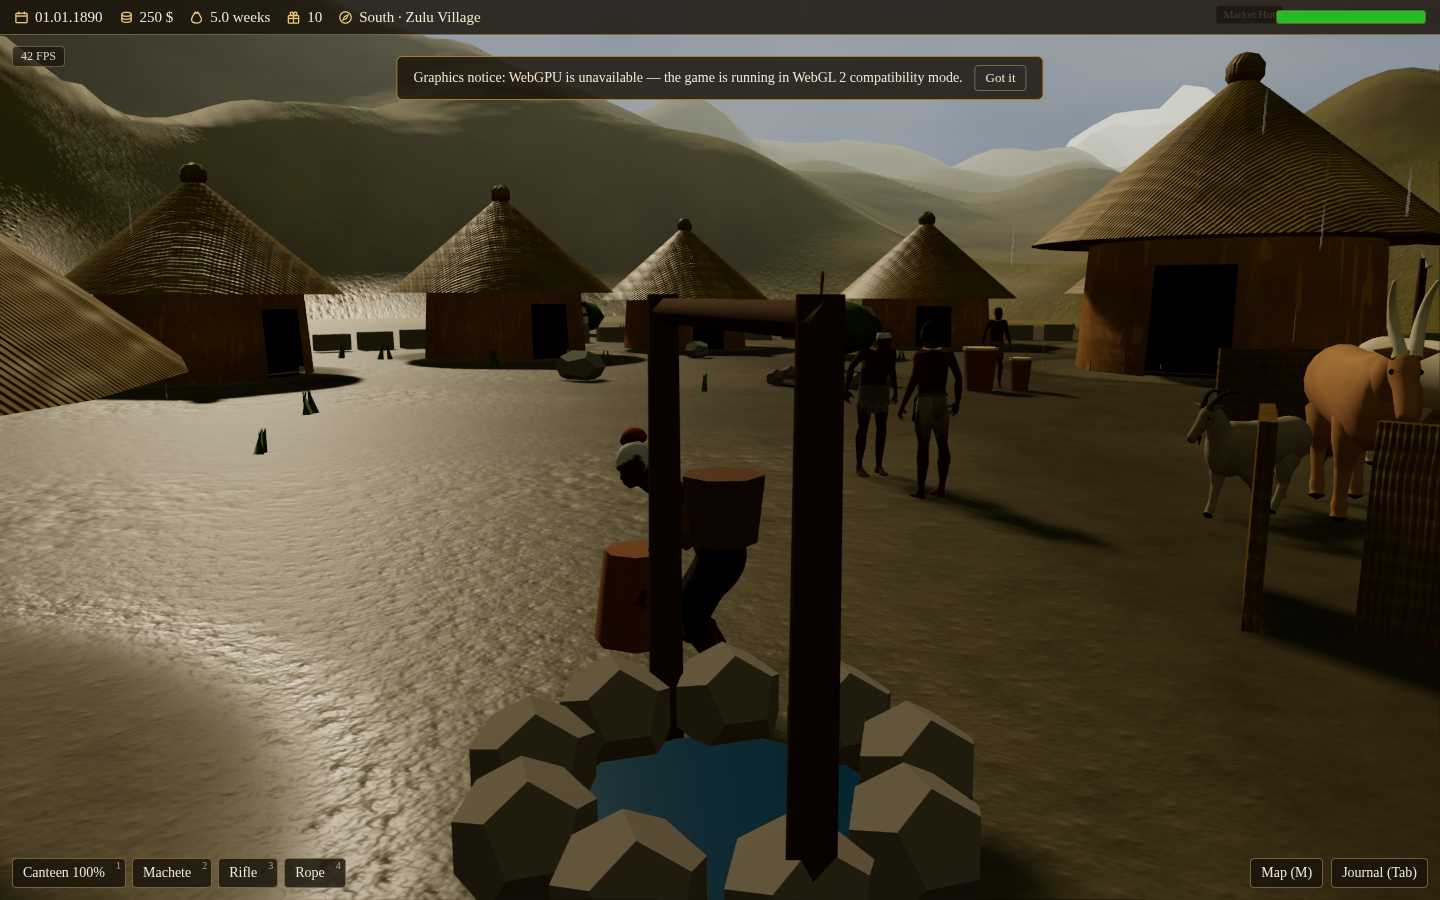 01.01.1890 250 $ 5.0 weeks 10 South · Zulu Village
Market Hut
42 FPS
Graphics notice: WebGPU is unavailable — the game is running in WebGL 2 compatibility mode. Got it
Canteen 100% 1 Machete 2 Rifle 3 Rope 4
Map (M) Journal (Tab)